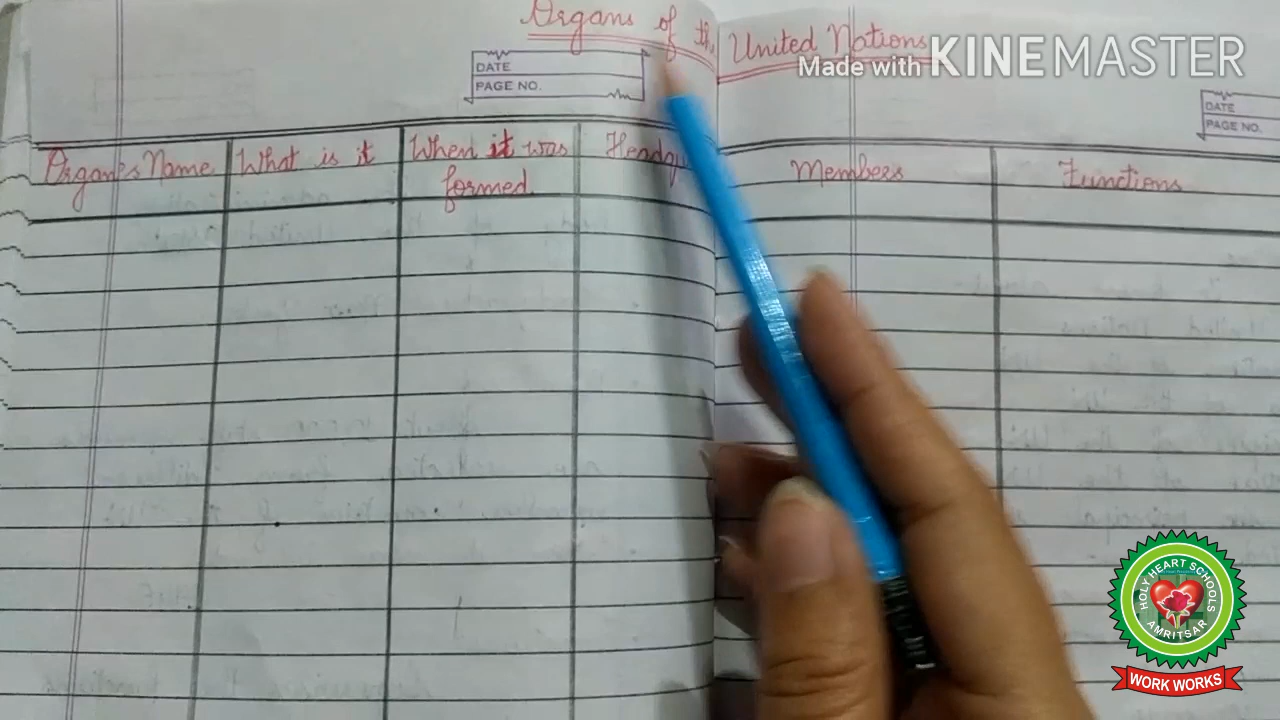 Organs of the United Nations
Made with KINEMASTER
DATE
PAGE NO.
DATE
PAGE NO.
Organ's Name
What is it
When it was
formed
Members
Functions
HOLY HEART SCHOOLS
AMRITSAR
WORK WORKS